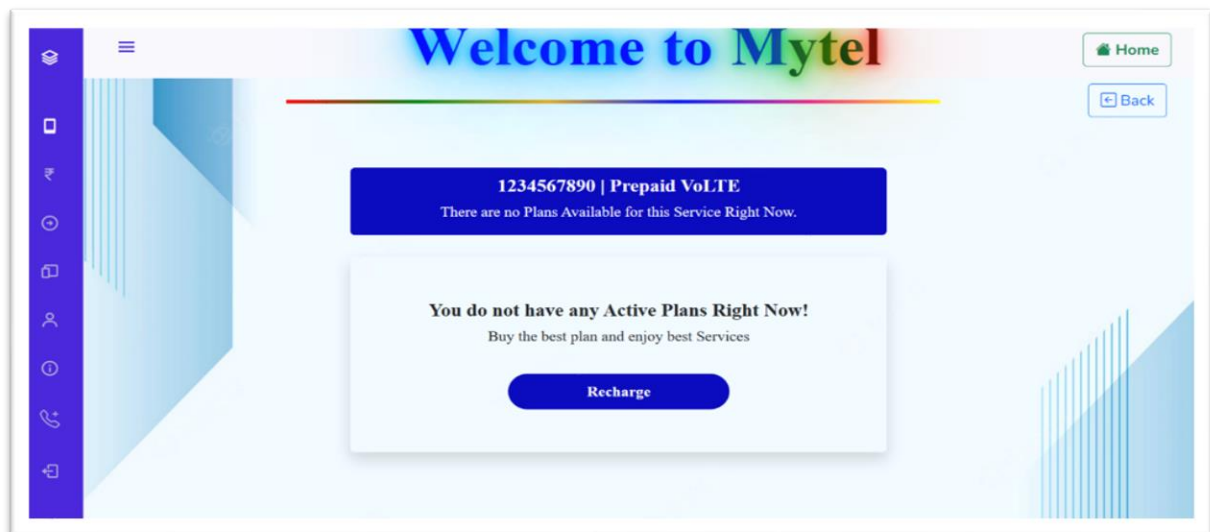 Welcome to Mytel
Home
Back
1234567890 | Prepaid VoLTE
There are no Plans Available for this Service Right Now.
You do not have any Active Plans Right Now!
Buy the best plan and enjoy best Services
Recharge